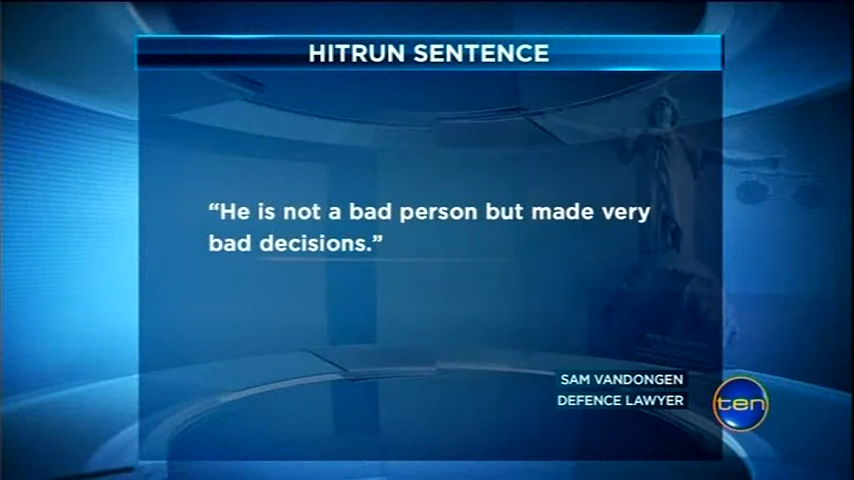 HITRUN SENTENCE
“He is not a bad person but made very
bad decisions.”
SAM VANDONGEN
DEFENCE LAWYER
ten